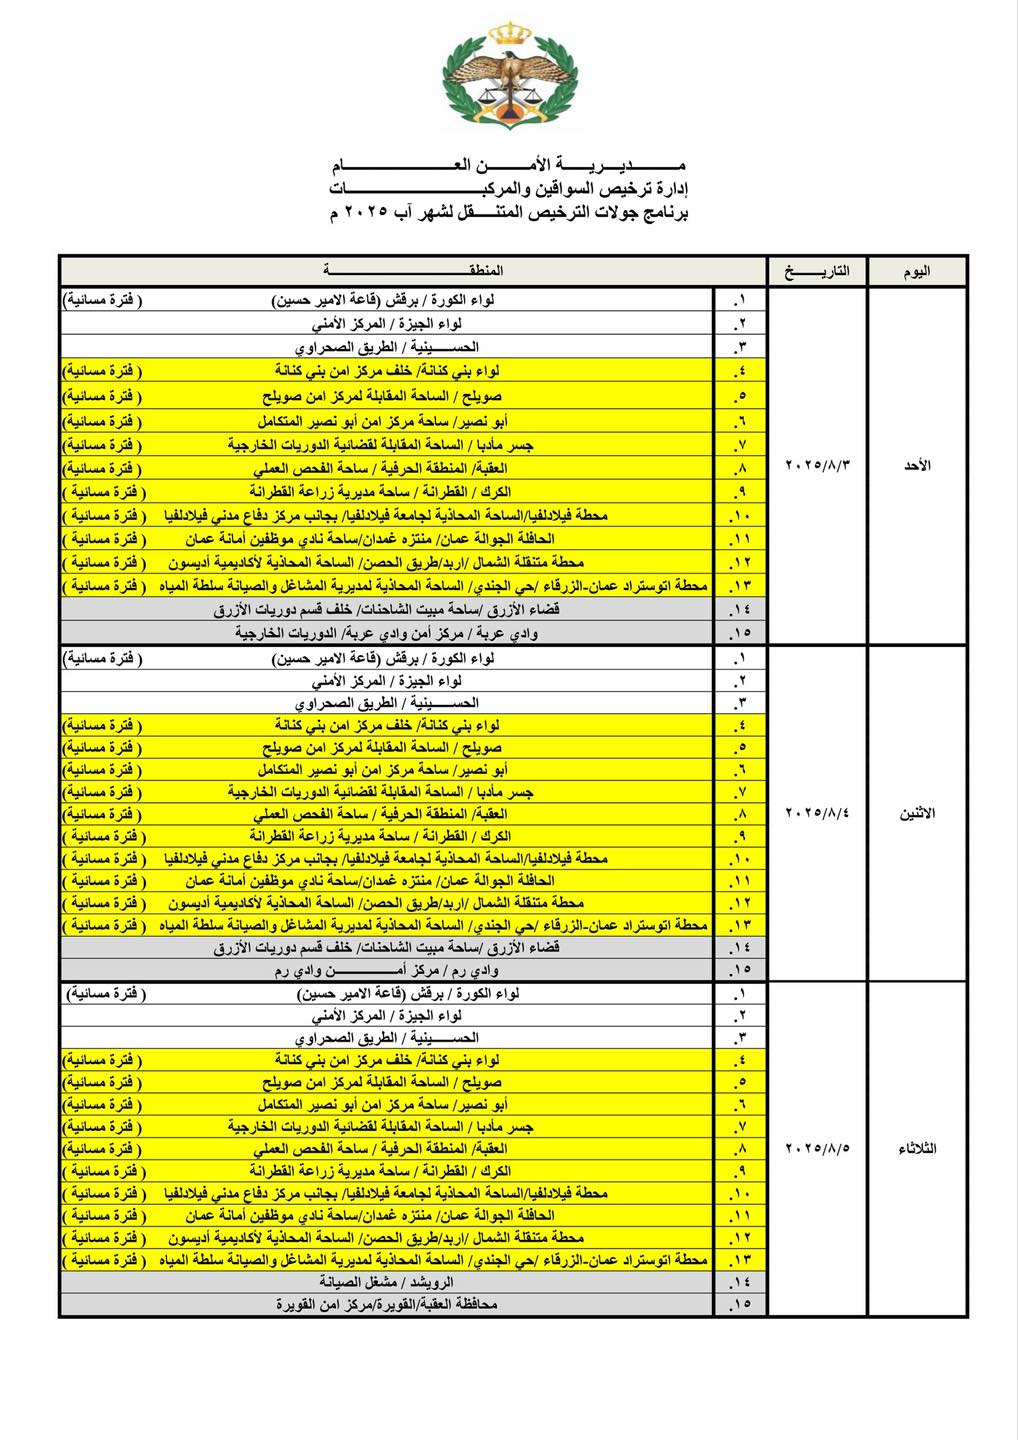 مـــــديريـــــة الأمـــــن العـــــــــــــام
إدارة ترخيص السواقين والمركبـــــــــــــات
برنامج جولات الترخيص المتنـــــقل لشهر آب ٢٠٢٥ م
اليوم التاريـــــخ المنطقـــــــــــــة
الأحد ٢٠٢٥/٨/٣
١. لواء الكورة / برقش (قاعة الامير حسين) ( فترة مسائية)
٢. لواء الجيزة / المركز الأمني
٣. الحســـــينية / الطريق الصحراوي
٤. لواء بني كنانة/ خلف مركز امن بني كنانة ( فترة مسائية)
٥. صويلح / الساحة المقابلة لمركز امن صويلح ( فترة مسائية)
٦. أبو نصير/ ساحة مركز امن أبو نصير المتكامل ( فترة مسائية)
٧. جسر مأدبا / الساحة المقابلة لقضائية الدوريات الخارجية ( فترة مسائية)
٨. العقبة/ المنطقة الحرفية / ساحة الفحص العملي ( فترة مسائية)
٩. الكرك / القطرانة / ساحة مديرية زراعة القطرانة ( فترة مسائية )
١٠. محطة فيلادلفيا/الساحة المحاذية لجامعة فيلادلفيا/ بجانب مركز دفاع مدني فيلادلفيا ( فترة مسائية )
١١. الحافلة الجوالة عمان/ منتزه غمدان/ساحة نادي موظفين أمانة عمان ( فترة مسائية )
١٢. محطة متنقلة الشمال /اربد/طريق الحصن/ الساحة المحاذية لأكاديمية أديسون ( فترة مسائية )
١٣. محطة اتوستراد عمان-الزرقاء /حي الجندي/ الساحة المحاذية لمديرية المشاغل والصيانة سلطة المياه ( فترة مسائية )
١٤. قضاء الأزرق /ساحة مبيت الشاحنات/ خلف قسم دوريات الأزرق
١٥. وادي عربة / مركز أمن وادي عربة/ الدوريات الخارجية
الاثنين ٢٠٢٥/٨/٤
١. لواء الكورة / برقش (قاعة الامير حسين) ( فترة مسائية)
٢. لواء الجيزة / المركز الأمني
٣. الحســـــينية / الطريق الصحراوي
٤. لواء بني كنانة/ خلف مركز امن بني كنانة ( فترة مسائية)
٥. صويلح / الساحة المقابلة لمركز امن صويلح ( فترة مسائية)
٦. أبو نصير/ ساحة مركز امن أبو نصير المتكامل ( فترة مسائية)
٧. جسر مأدبا / الساحة المقابلة لقضائية الدوريات الخارجية ( فترة مسائية)
٨. العقبة/ المنطقة الحرفية / ساحة الفحص العملي ( فترة مسائية)
٩. الكرك / القطرانة / ساحة مديرية زراعة القطرانة ( فترة مسائية )
١٠. محطة فيلادلفيا/الساحة المحاذية لجامعة فيلادلفيا/ بجانب مركز دفاع مدني فيلادلفيا ( فترة مسائية )
١١. الحافلة الجوالة عمان/ منتزه غمدان/ساحة نادي موظفين أمانة عمان ( فترة مسائية )
١٢. محطة متنقلة الشمال /اربد/طريق الحصن/ الساحة المحاذية لأكاديمية أديسون ( فترة مسائية )
١٣. محطة اتوستراد عمان-الزرقاء /حي الجندي/ الساحة المحاذية لمديرية المشاغل والصيانة سلطة المياه ( فترة مسائية )
١٤. قضاء الأزرق /ساحة مبيت الشاحنات/ خلف قسم دوريات الأزرق
١٥. وادي رم / مركز أمـــــــــن وادي رم
الثلاثاء ٢٠٢٥/٨/٥
١. لواء الكورة / برقش (قاعة الامير حسين) ( فترة مسائية)
٢. لواء الجيزة / المركز الأمني
٣. الحســـــينية / الطريق الصحراوي
٤. لواء بني كنانة/ خلف مركز امن بني كنانة ( فترة مسائية)
٥. صويلح / الساحة المقابلة لمركز امن صويلح ( فترة مسائية)
٦. أبو نصير/ ساحة مركز امن أبو نصير المتكامل ( فترة مسائية)
٧. جسر مأدبا / الساحة المقابلة لقضائية الدوريات الخارجية ( فترة مسائية)
٨. العقبة/ المنطقة الحرفية / ساحة الفحص العملي ( فترة مسائية)
٩. الكرك / القطرانة / ساحة مديرية زراعة القطرانة ( فترة مسائية )
١٠. محطة فيلادلفيا/الساحة المحاذية لجامعة فيلادلفيا/ بجانب مركز دفاع مدني فيلادلفيا ( فترة مسائية )
١١. الحافلة الجوالة عمان/ منتزه غمدان/ساحة نادي موظفين أمانة عمان ( فترة مسائية )
١٢. محطة متنقلة الشمال /اربد/طريق الحصن/ الساحة المحاذية لأكاديمية أديسون ( فترة مسائية )
١٣. محطة اتوستراد عمان-الزرقاء /حي الجندي/ الساحة المحاذية لمديرية المشاغل والصيانة سلطة المياه ( فترة مسائية )
١٤. الرويشد / مشغل الصيانة
١٥. محافظة العقبة/القويرة/مركز امن القويرة